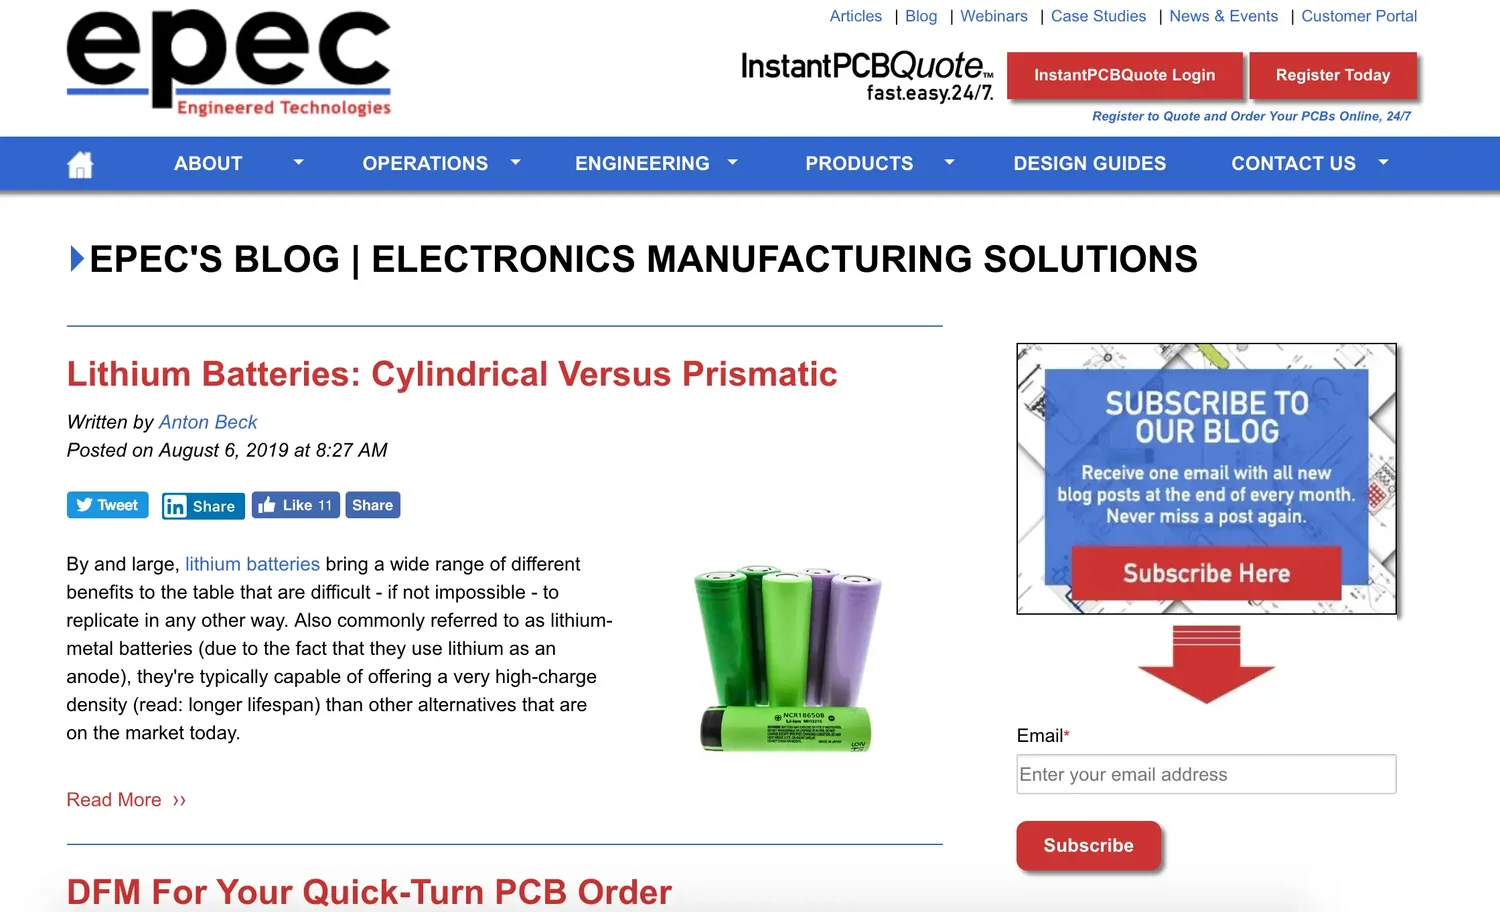 epec
Engineered Technologies
Articles | Blog | Webinars | Case Studies | News & Events | Customer Portal
InstantPCBQuote™
fast.easy.24/7.
InstantPCBQuote Login
Register Today
Register to Quote and Order Your PCBs Online, 24/7
ABOUT
OPERATIONS
ENGINEERING
PRODUCTS
DESIGN GUIDES
CONTACT US
EPEC'S BLOG | ELECTRONICS MANUFACTURING SOLUTIONS
Lithium Batteries: Cylindrical Versus Prismatic
Written by Anton Beck
Posted on August 6, 2019 at 8:27 AM
Tweet
in Share
Like 11
Share
By and large, lithium batteries bring a wide range of different
benefits to the table that are difficult - if not impossible - to
replicate in any other way. Also commonly referred to as lithium-
metal batteries (due to the fact that they use lithium as an
anode), they're typically capable of offering a very high-charge
density (read: longer lifespan) than other alternatives that are
on the market today.
NCR18650B
Read More ››
DFM For Your Quick-Turn PCB Order
SUBSCRIBE TO
OUR BLOG
Receive one email with all new
blog posts at the end of every month.
Never miss a post again.
Subscribe Here
Email*
Enter your email address
Subscribe